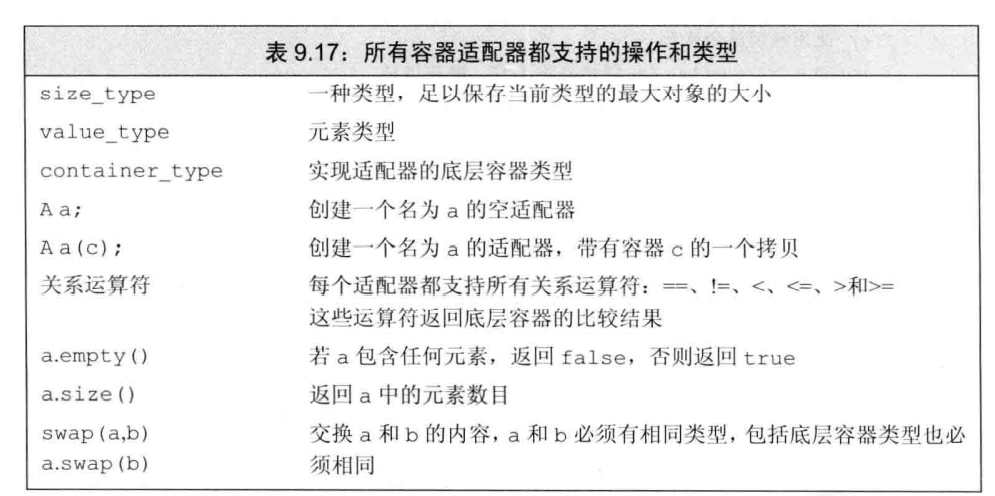 表 9.17：所有容器适配器都支持的操作和类型
size_type 一种类型，足以保存当前类型的最大对象的大小
value_type 元素类型
container_type 实现适配器的底层容器类型
A a; 创建一个名为 a 的空适配器
A a(c); 创建一个名为 a 的适配器，带有容器 c 的一个拷贝
关系运算符 每个适配器都支持所有关系运算符：==、!=、<、<=、>和>=
这些运算符返回底层容器的比较结果
a.empty() 若 a 包含任何元素，返回 false，否则返回 true
a.size() 返回 a 中的元素数目
swap(a,b) 交换 a 和 b 的内容，a 和 b 必须有相同类型，包括底层容器类型也必
a.swap(b) 须相同